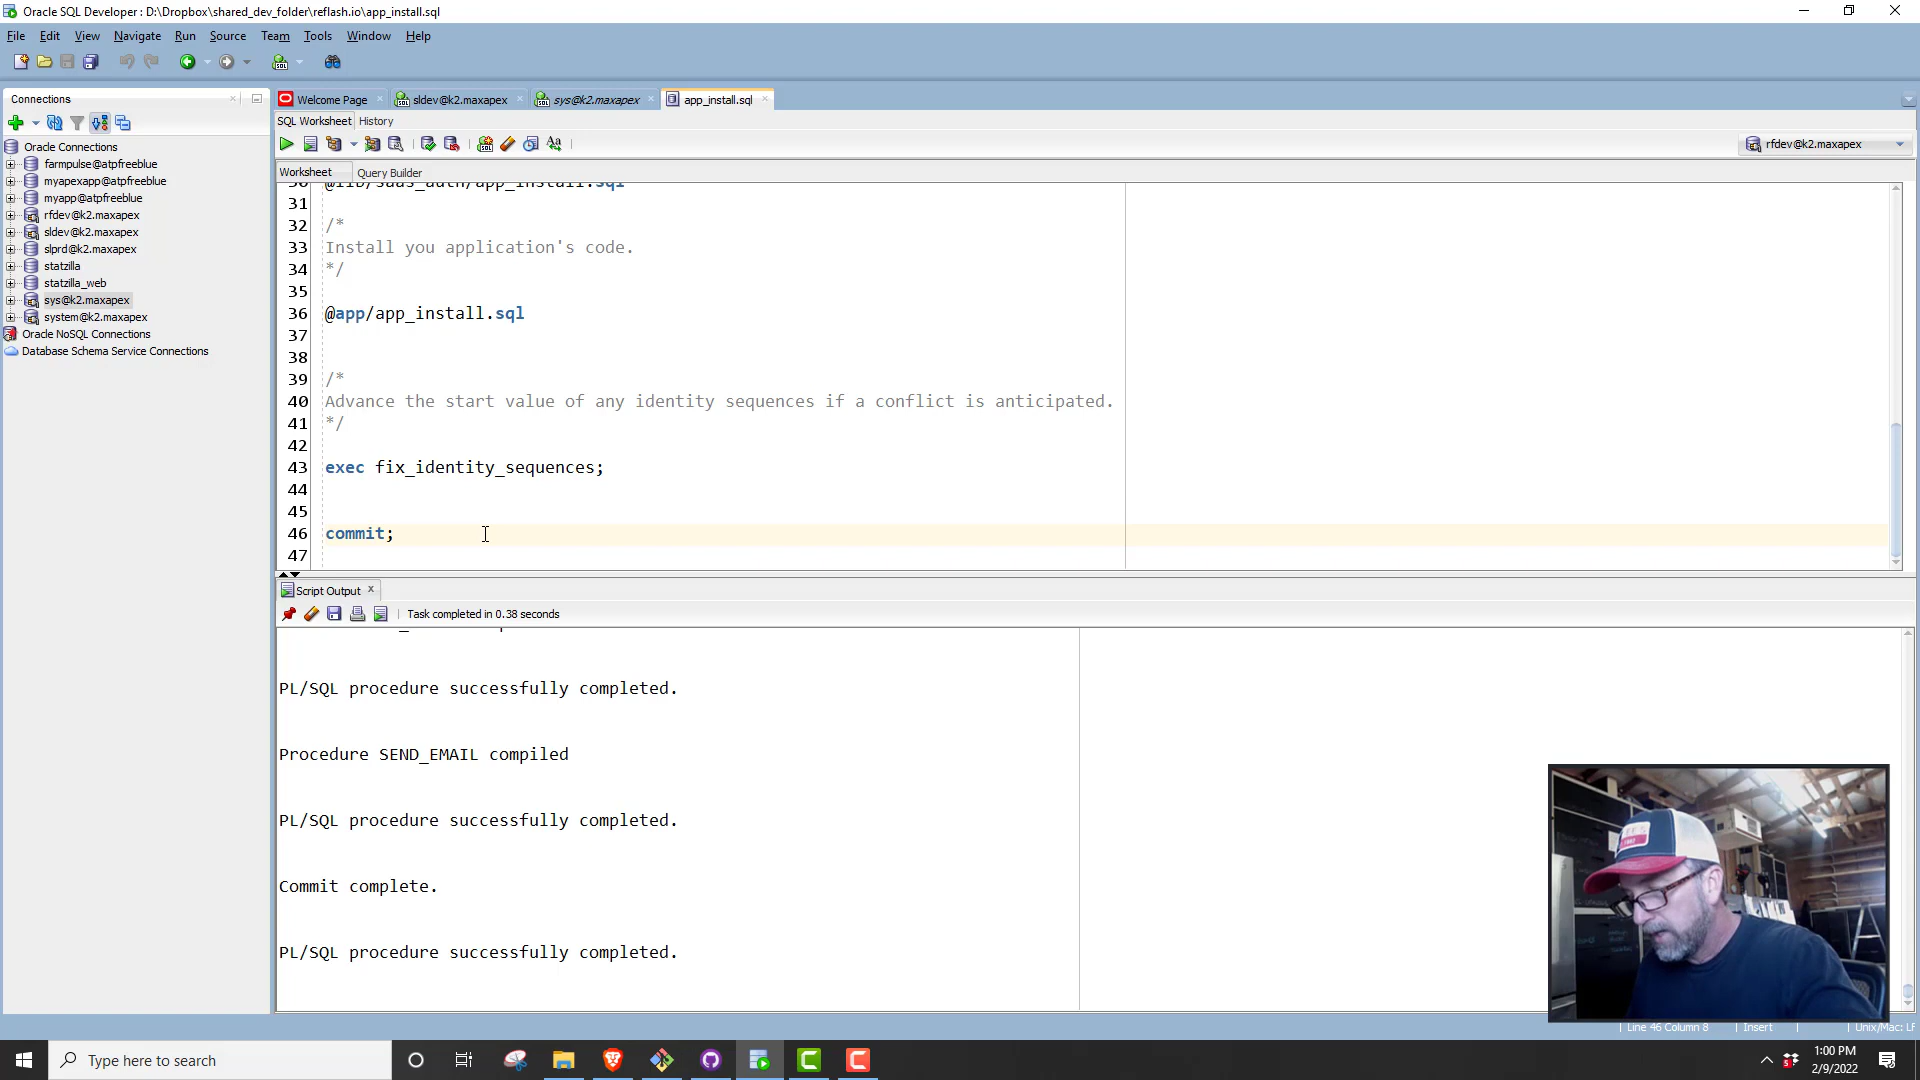 Oracle SQL Developer : D:\Dropbox\shared_dev_folder\reflash.io\app_install.sql
File Edit View Navigate Run Source Team Tools Window Help
Connections
Oracle Connections
farmpulse@atpfreeblue
myapexapp@atpfreeblue
myapp@atpfreeblue
rfdev@k2.maxapex
sldev@k2.maxapex
slprd@k2.maxapex
statzilla
statzilla_web
sys@k2.maxapex
system@k2.maxapex
Oracle NoSQL Connections
Database Schema Service Connections
Welcome Page sldev@k2.maxapex sys@k2.maxapex app_install.sql
SQL Worksheet History
rfdev@k2.maxapex
Worksheet Query Builder
30 @lib/saas_auth/app_install.sql
31
32 /*
33 Install you application's code.
34 */
35
36 @app/app_install.sql
37
38
39 /*
40 Advance the start value of any identity sequences if a conflict is anticipated.
41 */
42
43 exec fix_identity_sequences;
44
45
46 commit;
47
Script Output
Task completed in 0.38 seconds
PL/SQL procedure successfully completed.
Procedure SEND_EMAIL compiled
PL/SQL procedure successfully completed.
Commit complete.
PL/SQL procedure successfully completed.
Line 46 Column 8 Insert Unix/Mac: LF
Type here to search
1:00 PM
2/9/2022